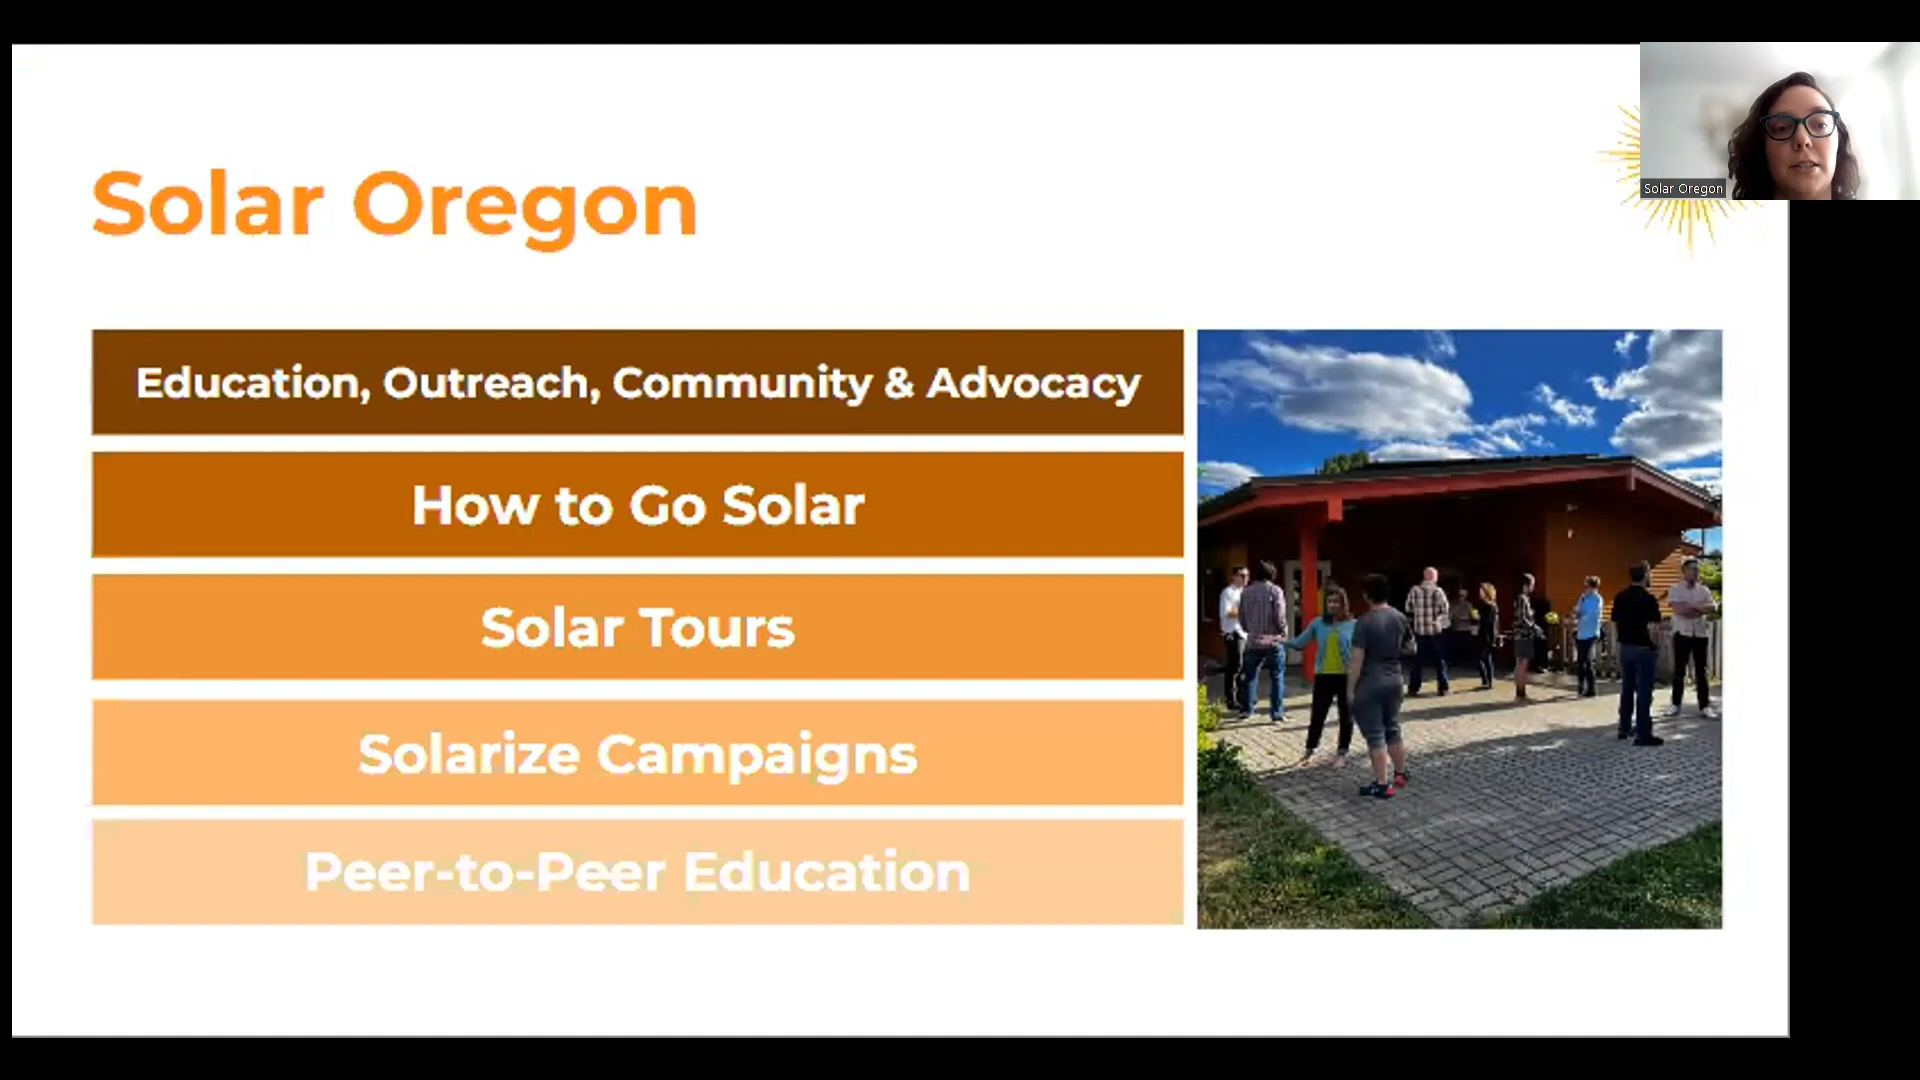 Solar Oregon
Solar Oregon
Education, Outreach, Community & Advocacy
How to Go Solar
Solar Tours
Solarize Campaigns
Peer-to-Peer Education